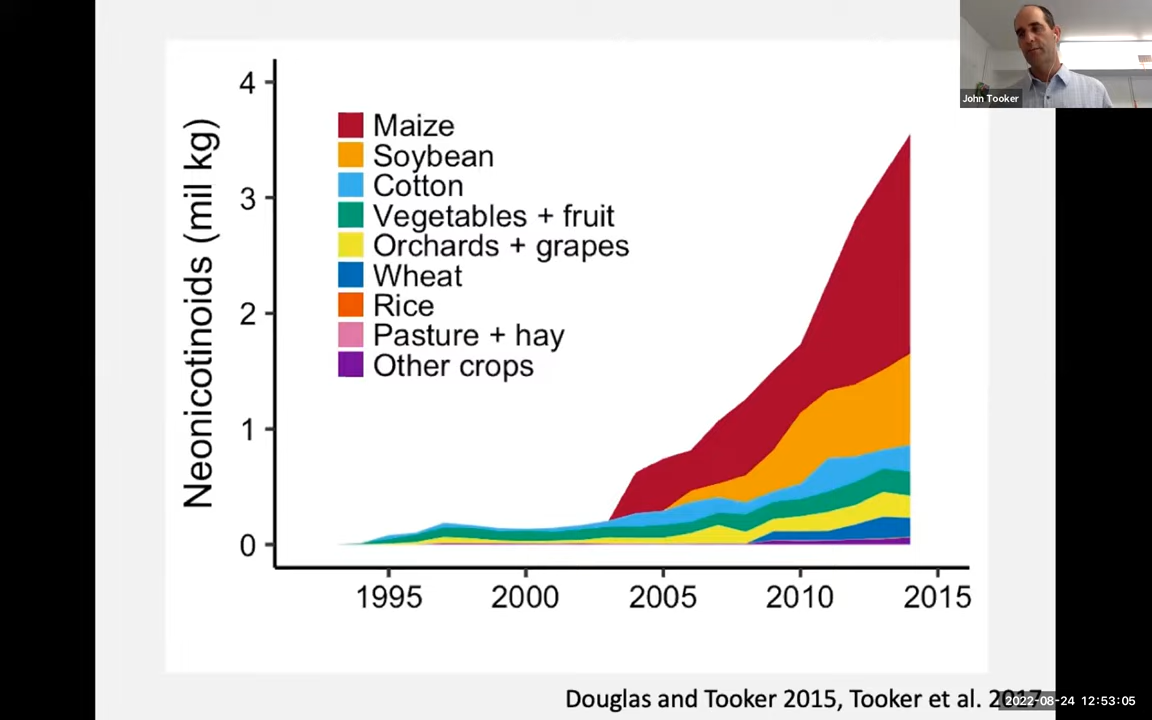 John Tooker
Neonicotinoids (mil kg)
4
3
2
1
0
Maize
Soybean
Cotton
Vegetables + fruit
Orchards + grapes
Wheat
Rice
Pasture + hay
Other crops
1995 2000 2005 2010 2015
Douglas and Tooker 2015, Tooker et al. 2017
2022-08-24 12:53:05